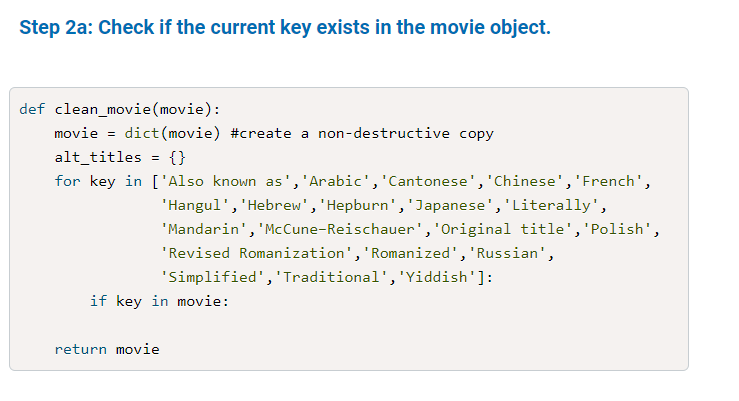 Step 2a: Check if the current key exists in the movie object.
def clean_movie(movie):
    movie = dict(movie) #create a non-destructive copy
    alt_titles = {}
    for key in ['Also known as','Arabic','Cantonese','Chinese','French',
                'Hangul','Hebrew','Hepburn','Japanese','Literally',
                'Mandarin','McCune–Reischauer','Original title','Polish',
                'Revised Romanization','Romanized','Russian',
                'Simplified','Traditional','Yiddish']:
        if key in movie:
    return movie